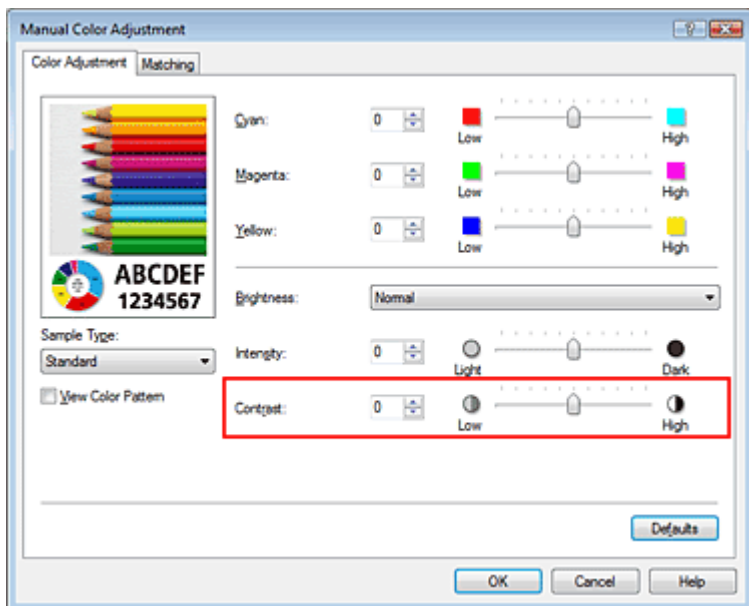 Manual Color Adjustment
Color Adjustment
Matching
Cyan:
0
Low
High
Magenta:
0
Low
High
Yellow:
0
Low
High
ABCDEF
1234567
Brightness:
Normal
Sample Type:
Standard
Intensity:
0
Light
Dark
View Color Pattern
Contrast:
0
Low
High
Defaults
OK
Cancel
Help